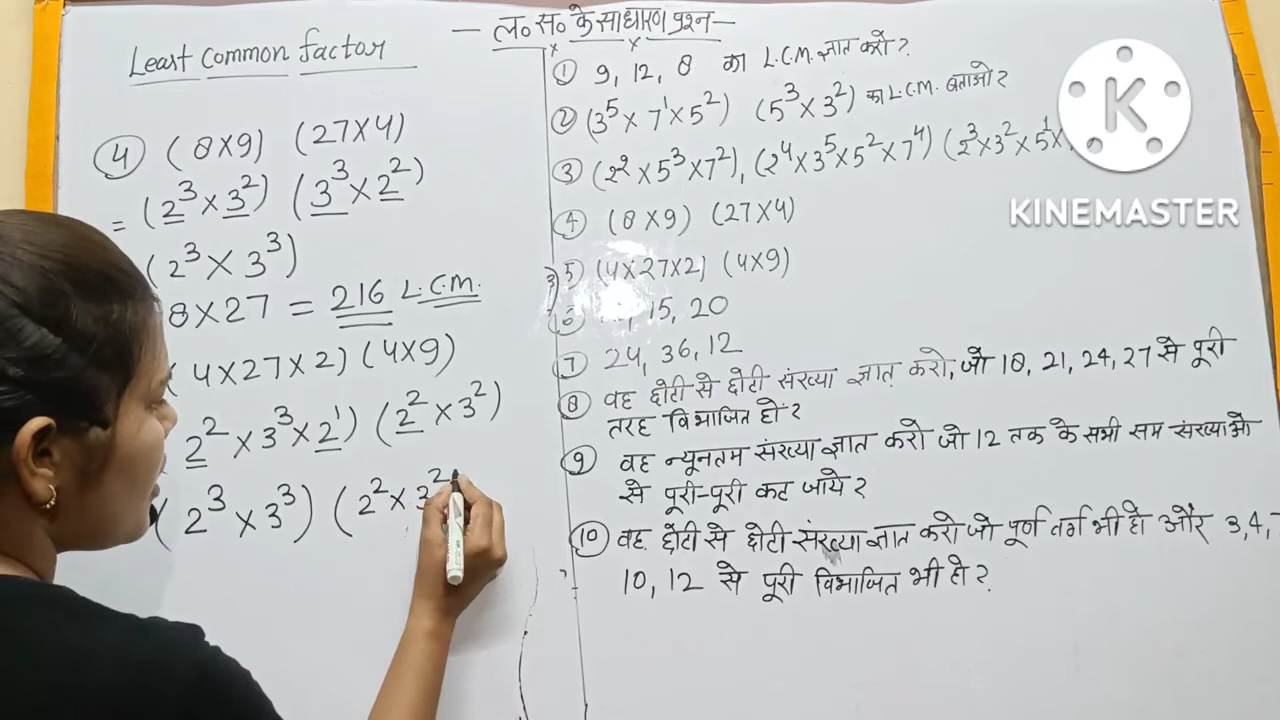 — ल० स० के साधारण प्रश्न —
Least common factor
④ (8×9) (27×4)
= (2³×3²) (3³×2²)
(2³×3³)
8×27 = 216 L.C.M.
(4×27×2) (4×9)
2²×3³×2¹) (2²×3²)
(2³×3³) (2²×3²
① 9, 12, 8 का L.C.M. ज्ञात करो?
② (3⁵×7¹×5²) (5³×3²) का L.C.M. बताओ?
③ (2²×5³×7²), (2⁴×3⁵×5²×7⁴) (2³×3²×5¹×
④ (8×9) (27×4)
⑤ (4×27×2) (4×9)
⑥ 15, 20
⑦ 24, 36, 12
⑧ वह छोटी से छोटी संख्या ज्ञात करो, जो 18, 21, 24, 27 से पूरी
तरह विभाजित हो?
⑨ वह न्यूनतम संख्या ज्ञात करो जो 12 तक के सभी सम संख्याओ
से पूरी-पूरी कट जाये?
⑩ वह छोटी से छोटी संख्या ज्ञात करो जो पूर्ण वर्ग भी हो और 3, 4,
10, 12 से पूरी विभाजित भी हो?
K
KINEMASTER